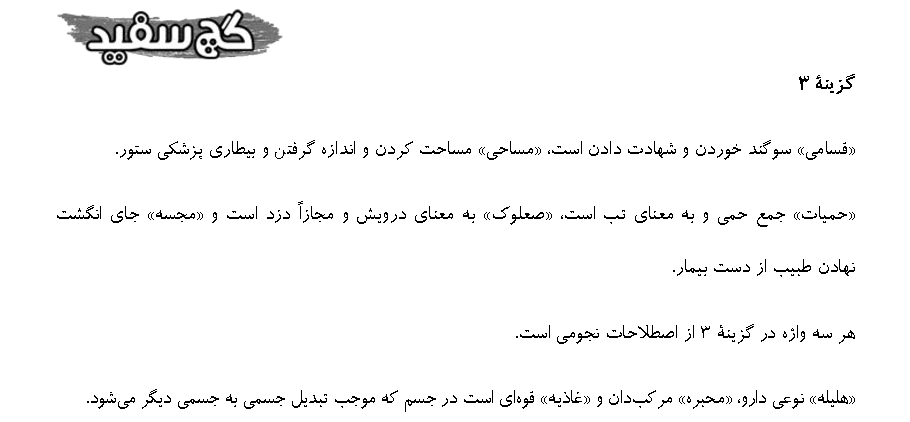 گچ سفید
گزینهٔ ۳
«قسامی» سوگند خوردن و شهادت دادن است، «مساحی» مساحت کردن و اندازه گرفتن و بیطاری پزشکی ستور.
«حمیات» جمع حمی و به معنای تب است، «صعلوک» به معنای درویش و مجازاً دزد است و «مجسه» جای انگشت
نهادن طبیب از دست بیمار.
هر سه واژه در گزینهٔ ۳ از اصطلاحات نجومی است.
«هلیله» نوعی دارو، «محبره» مرکب‌دان و «غاذیه» قوه‌ای است در جسم که موجب تبدیل جسمی به جسمی دیگر می‌شود.